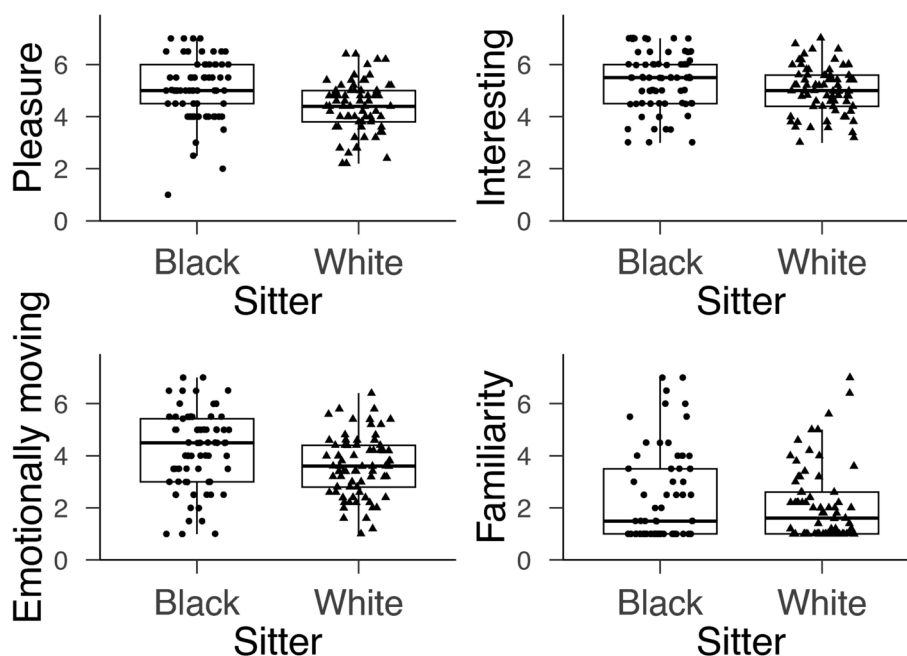 Pleasure
6
4
2
0
Black
White
Sitter
Interesting
6
4
2
0
Black
White
Sitter
Emotionally moving
6
4
2
0
Black
White
Sitter
Familiarity
6
4
2
0
Black
White
Sitter